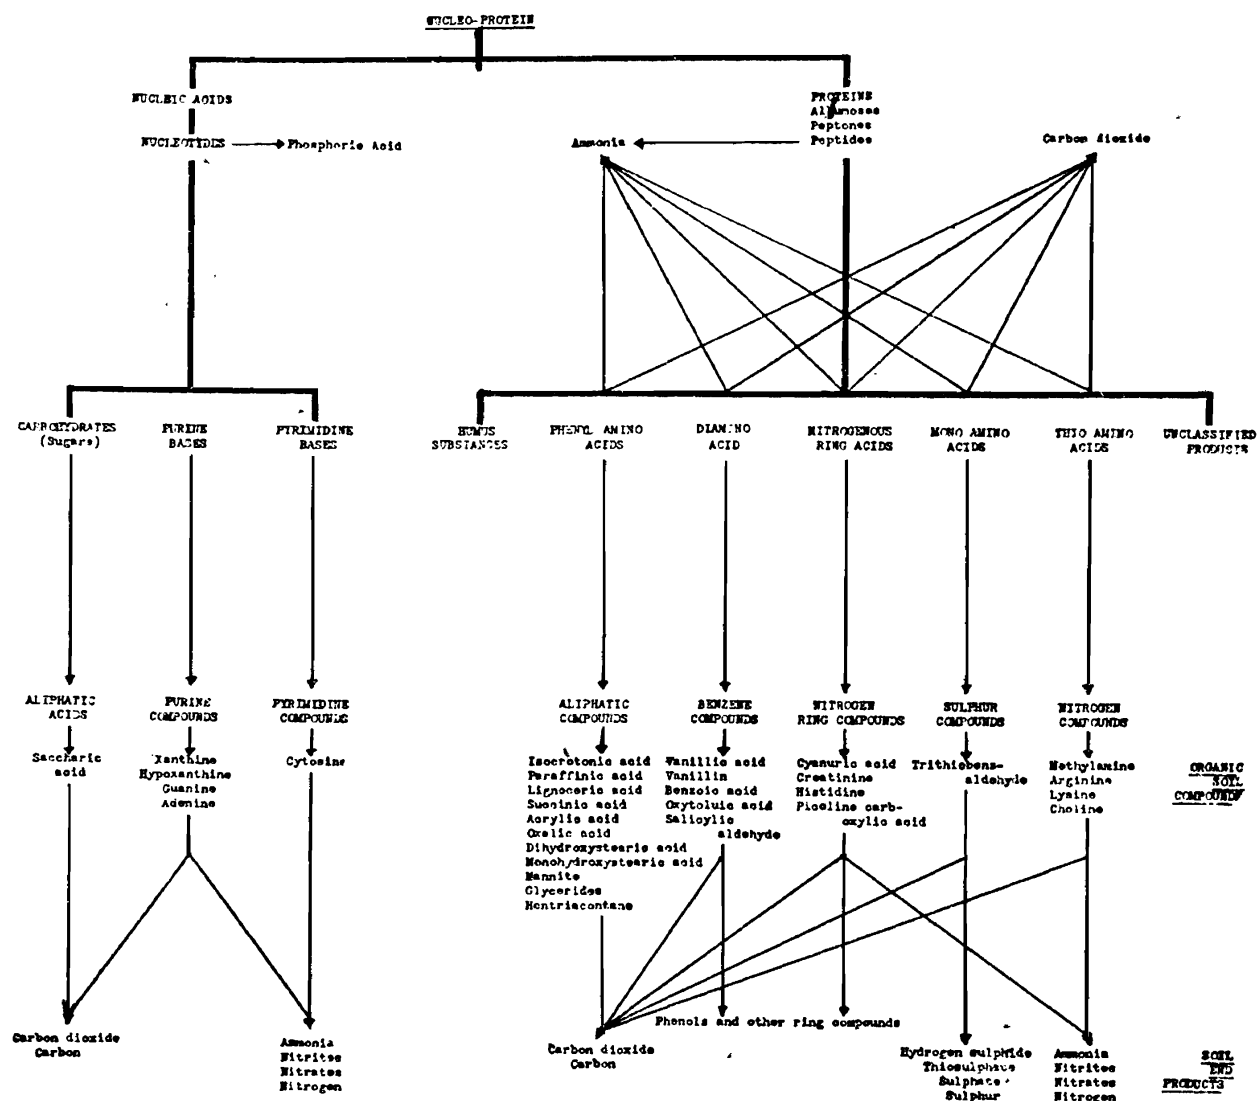 NUCLEO-PROTEIN
NUCLEIC ACIDS
NUCLEOTYDES
Phosphoric Acid
PROTEINS
Albumoses
Peptones
Peptides
Ammonia
Carbon dioxide
CARBOHYDRATES
(Sugars)
PURINE
BASES
PYRIMIDINE
BASES
HUMUS
SUBSTANCES
PHENYL AMINO
ACIDS
DIAMINO
ACID
NITROGENOUS
RING ACIDS
MONO AMINO
ACIDS
THIO AMINO
ACIDS
UNCLASSIFIED
PRODUCTS
ALIPHATIC
ACIDS
PURINE
COMPOUNDS
PYRIMIDINE
COMPOUNDS
ALIPHATIC
COMPOUNDS
BENZENE
COMPOUNDS
NITROGEN
RING COMPOUNDS
SULPHUR
COMPOUNDS
NITROGEN
COMPOUNDS
Saccharic
acid
Xanthine
Hypoxanthine
Guanine
Adenine
Cytosine
Isocrotonic acid
Paraffinic acid
Lignoceric acid
Succinic acid
Acrylic acid
Oxalic acid
Dihydroxystearic acid
Monohydroxystearic acid
Mannite
Glycerides
Hentriacontane
Vanillic acid
Vanillin
Benzoic acid
Oxytoluic acid
Salicylic
aldehyde
Cyanuric acid
Creatinine
Histidine
Picoline carb-
oxylic acid
Trithiobenz-
aldehyde
Methylamine
Arginine
Lysine
Choline
ORGANIC
SOIL
COMPOUNDS
Carbon dioxide
Carbon
Ammonia
Nitrites
Nitrates
Nitrogen
Carbon dioxide
Carbon
Phenols and other ring compounds
Hydrogen sulphide
Thiosulphate
Sulphate
Sulphur
Ammonia
Nitrites
Nitrates
Nitrogen
SOIL
END
PRODUCTS